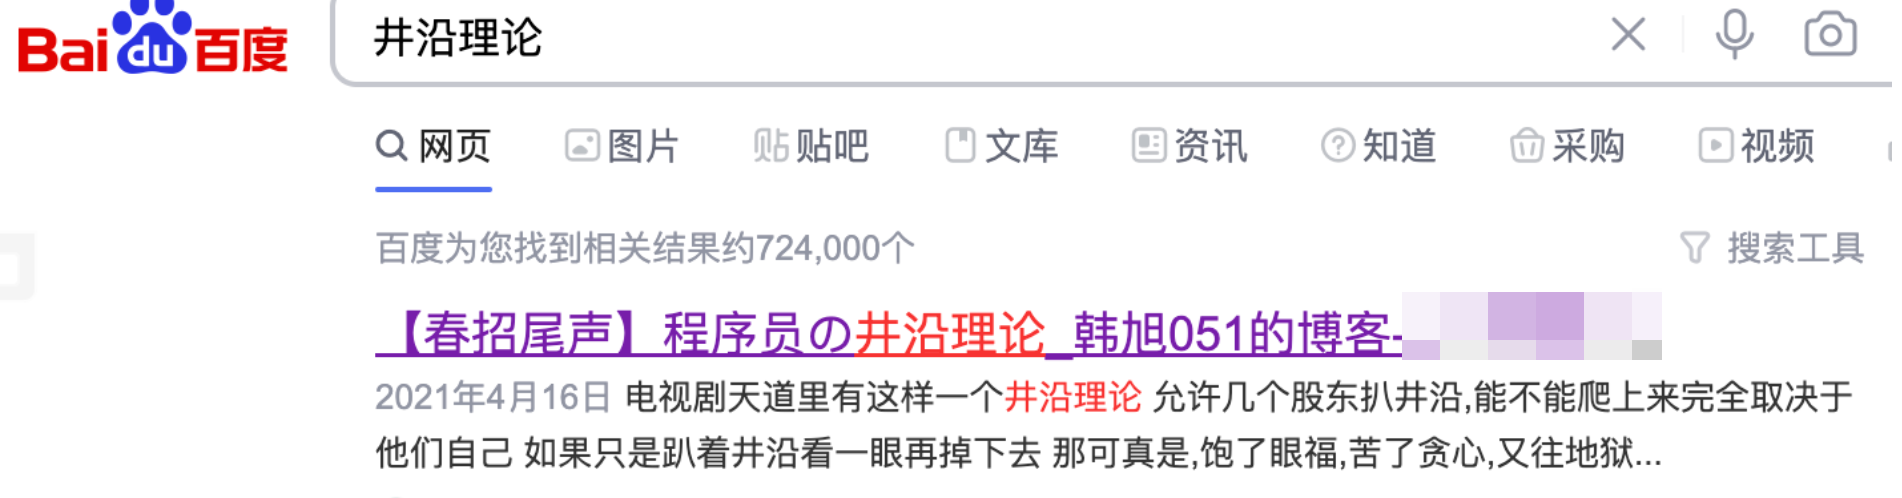 Bai du 百度 井沿理论
网页 图片 贴 贴吧 文库 资讯 知道 采购 视频
百度为您找到相关结果约724,000个 搜索工具
【春招尾声】程序员の井沿理论_韩旭051的博客-
2021年4月16日 电视剧天道里有这样一个井沿理论 允许几个股东扒井沿,能不能爬上来完全取决于
他们自己 如果只是趴着井沿看一眼再掉下去 那可真是,饱了眼福,苦了贪心,又往地狱...